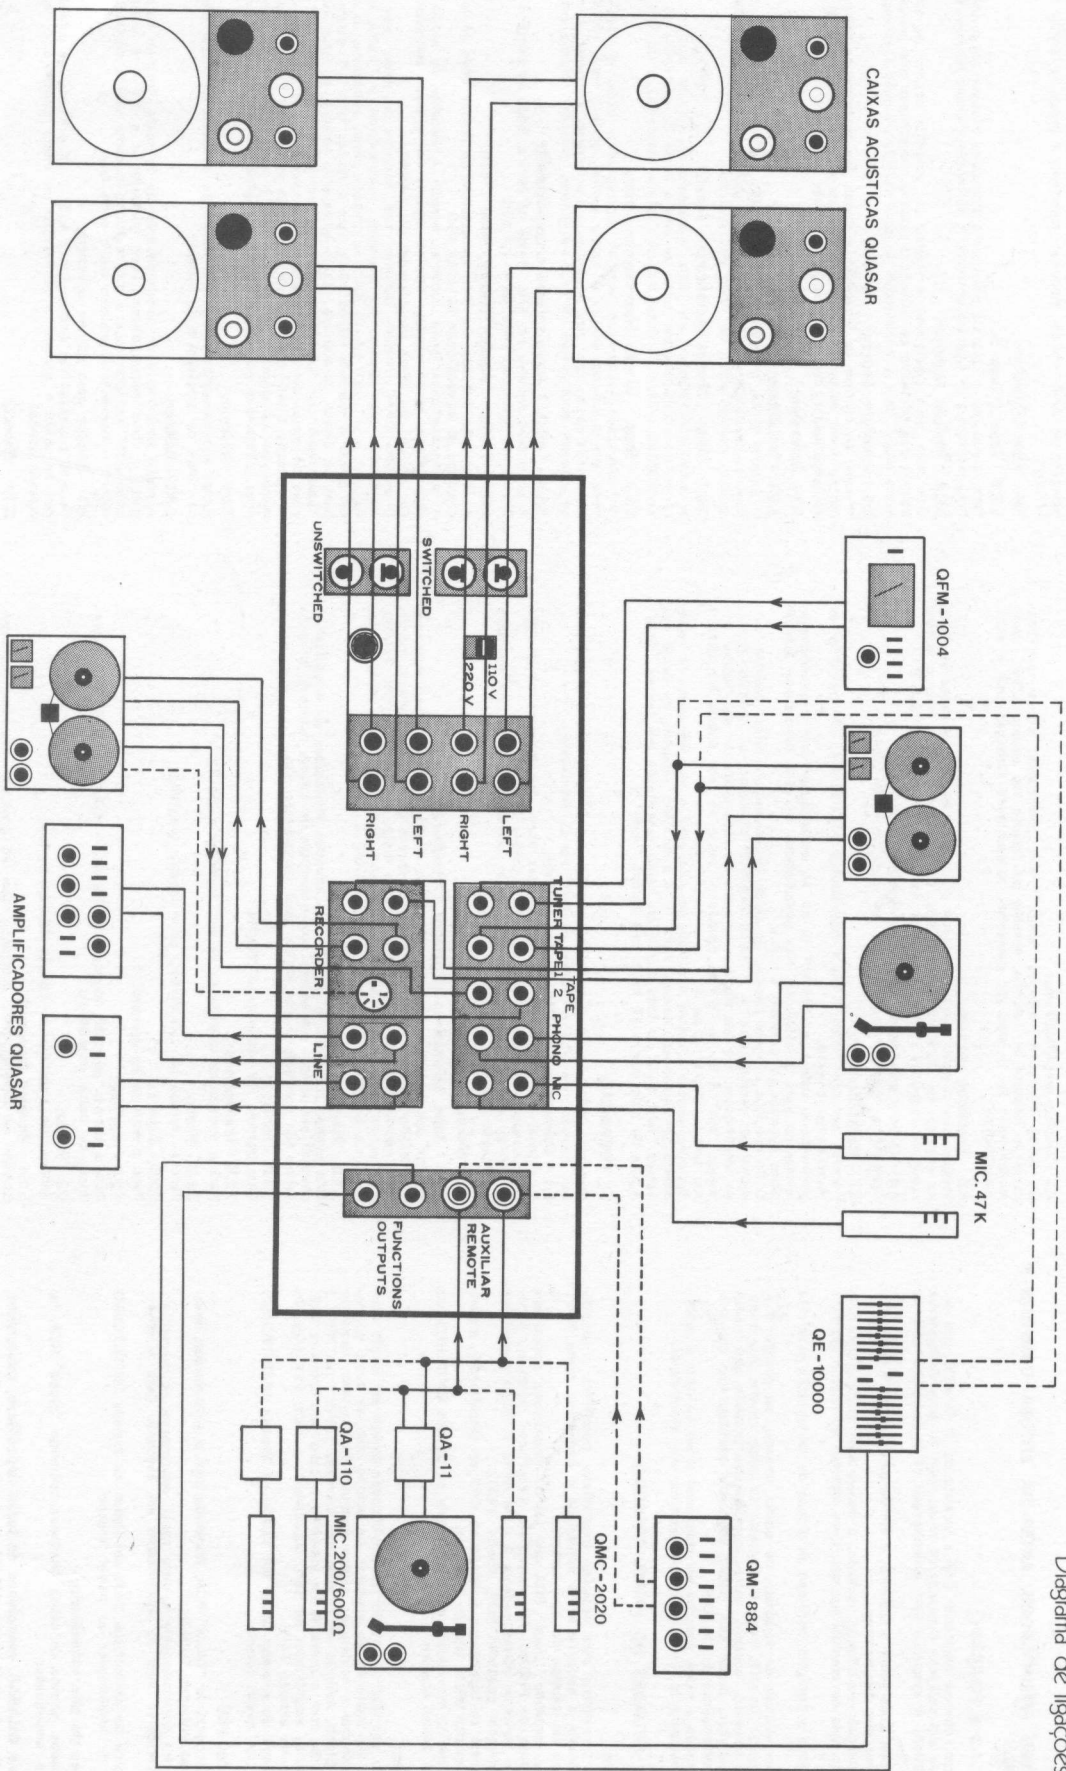 Diagrama de ligações
CAIXAS ACUSTICAS QUASAR
QFM-1004
MIC. 47K
QE-10000
QM-884
QMC-2020
QA-11
QA-110
MIC. 200/600Ω
SWITCHED
UNSWITCHED
110 V
220 V
LEFT
RIGHT
LEFT
RIGHT
TUNER
TAPE 1
TAPE
2
PHONO
MIC
RECORDER
LINE
AUXILIAR
REMOTE
FUNCTIONS
OUTPUTS
AMPLIFICADORES QUASAR